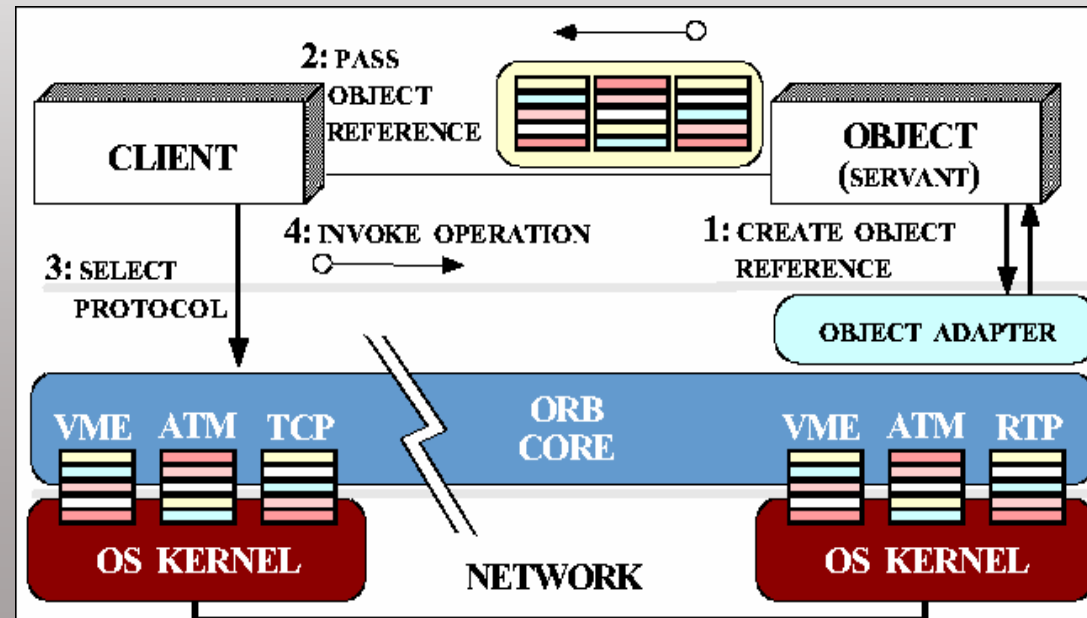 2: PASS
OBJECT
REFERENCE
CLIENT
OBJECT
(SERVANT)
4: INVOKE OPERATION
1: CREATE OBJECT
REFERENCE
3: SELECT
PROTOCOL
OBJECT ADAPTER
ORB
CORE
VME ATM TCP
VME ATM RTP
OS KERNEL
OS KERNEL
NETWORK